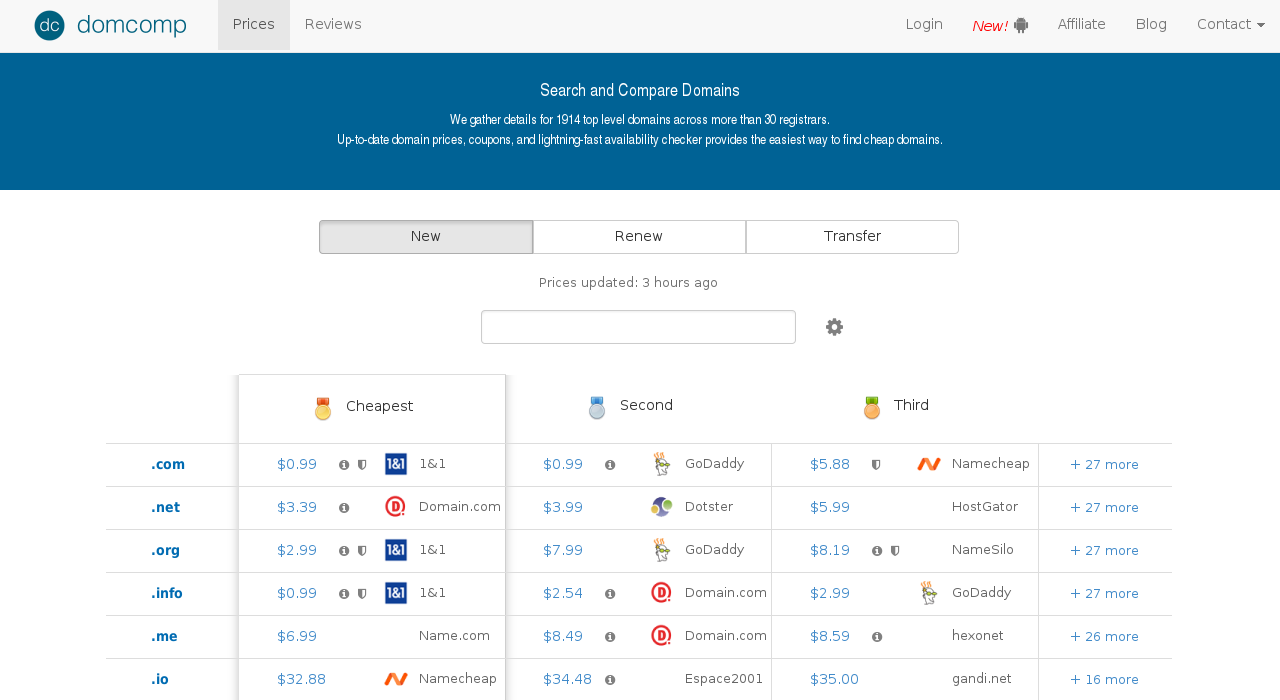 dc domcomp Prices Reviews Login New! Affiliate Blog Contact
Search and Compare Domains
We gather details for 1914 top level domains across more than 30 registrars.
Up-to-date domain prices, coupons, and lightning-fast availability checker provides the easiest way to find cheap domains.
New Renew Transfer
Prices updated: 3 hours ago
Cheapest Second Third
.com $0.99 1&1 1&1 $0.99 GoDaddy $5.88 Namecheap + 27 more
.net $3.39 D Domain.com $3.99 Dotster $5.99 HostGator + 27 more
.org $2.99 1&1 1&1 $7.99 GoDaddy $8.19 NameSilo + 27 more
.info $0.99 1&1 1&1 $2.54 D Domain.com $2.99 GoDaddy + 27 more
.me $6.99 Name.com $8.49 D Domain.com $8.59 hexonet + 26 more
.io $32.88 Namecheap $34.48 Espace2001 $35.00 gandi.net + 16 more